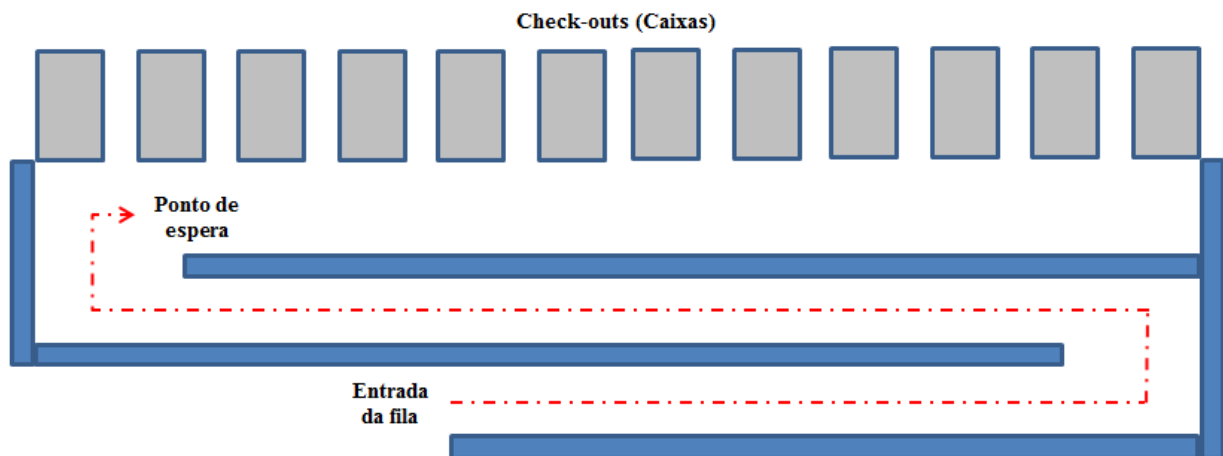 Check-outs (Caixas)
Ponto de
espera
Entrada
da fila